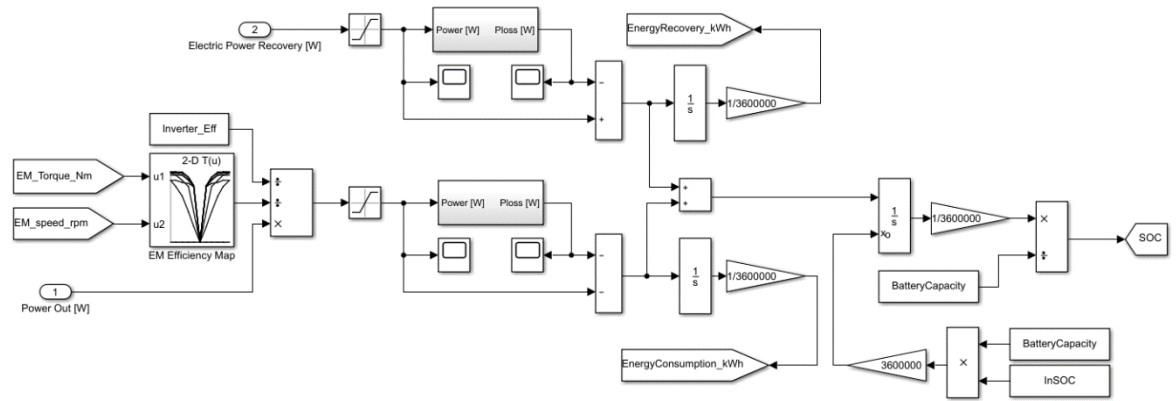 2
Electric Power Recovery [W]
Power [W] Ploss [W]
EnergyRecovery_kWh
−
+
1
s
1/3600000
Inverter_Eff
2-D T(u)
EM_Torque_Nm
u1
EM_speed_rpm
u2
EM Efficiency Map
÷
÷
×
1
Power Out [W]
Power [W] Ploss [W]
−
−
+
+
1
s
1/3600000
EnergyConsumption_kWh
1
s
xo
1/3600000
×
÷
SOC
BatteryCapacity
3600000
×
BatteryCapacity
InSOC